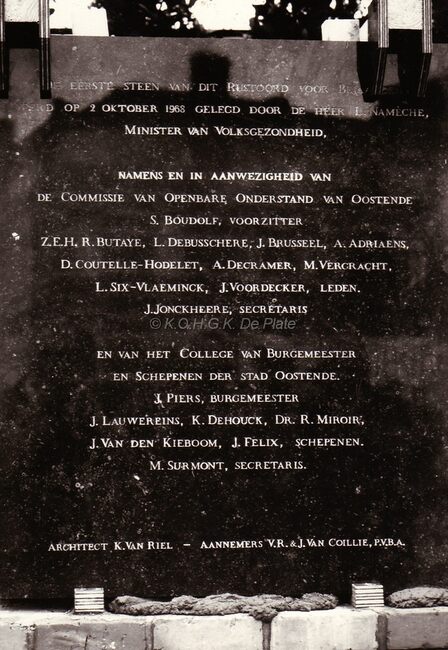 DE EERSTE STEEN VAN DIT RUSTOORD VOOR
OP 2 OKTOBER 1968 GELEGD DOOR DE HEER L. NAMÈCHE,
MINISTER VAN VOLKSGEZONDHEID,
NAMENS EN IN AANWEZIGHEID VAN
DE COMMISSIE VAN OPENBARE ONDERSTAND VAN OOSTENDE
S. BOUDOLF, VOORZITTER
Z.E.H. R. BUTAYE, L. DEBUSSCHERE, J. BRUSSEEL, A. ADRIAENS,
D. COUTELLE-HODELET, A. DECRAMER, M. VERGRACHT,
L. SIX-VLAEMINCK, J. VOORDECKER, LEDEN.
J. JONCKHEERE, SECRETARIS
© K.O.H.G.K. De Plate
EN VAN HET COLLEGE VAN BURGEMEESTER
EN SCHEPENEN DER STAD OOSTENDE.
J. PIERS, BURGEMEESTER
J. LAUWEREINS, K. DEHOUCK, DR. R. MIROIR,
J. VAN DEN KIEBOOM, J. FELIX, SCHEPENEN.
M. SURMONT, SECRETARIS.
ARCHITECT K. VAN RIEL – AANNEMERS V.R. & J. VAN COILLIE, P.V.B.A.